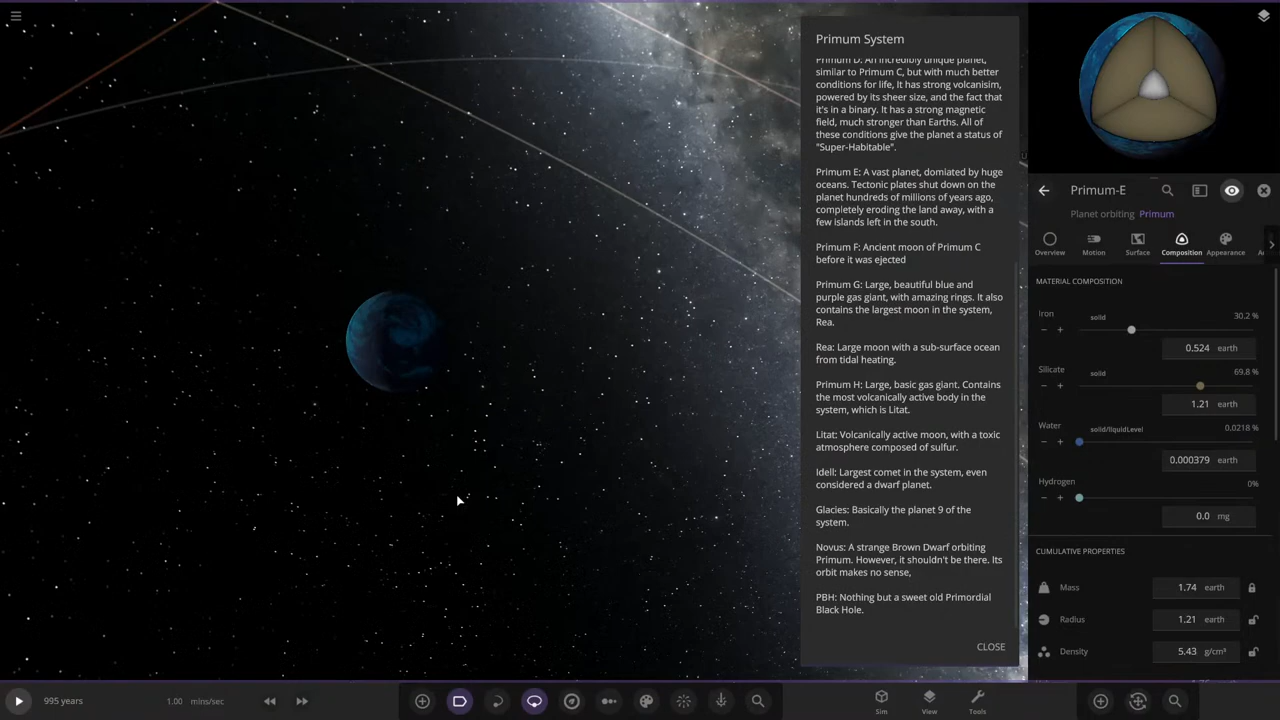 Primum System
Primum D: An incredibly unique planet,
similar to Primum C, but with much better
conditions for life, It has strong volcanisim,
powered by its sheer size, and the fact that
it's in a binary. It has a strong magnetic
field, much stronger than Earths. All of
these conditions give the planet a status of
"Super-Habitable".
Primum E: A vast planet, domiated by huge
oceans. Tectonic plates shut down on the
planet hundreds of millions of years ago,
completely eroding the land away, with a
few islands left in the south.
Primum F: Ancient moon of Primum C
before it was ejected
Primum G: Large, beautiful blue and
purple gas giant, with amazing rings. It also
contains the largest moon in the system,
Rea.
Rea: Large moon with a sub-surface ocean
from tidal heating.
Primum H: Large, basic gas giant. Contains
the most volcanically active body in the
system, which is Litat.
Litat: Volcanically active moon, with a toxic
atmosphere composed of sulfur.
Idell: Largest comet in the system, even
considered a dwarf planet.
Glacies: Basically the planet 9 of the
system.
Novus: A strange Brown Dwarf orbiting
Primum. However, it shouldn't be there. Its
orbit makes no sense,
PBH: Nothing but a sweet old Primordial
Black Hole.
CLOSE
Primum-E
Planet orbiting Primum
Overview Motion Surface Composition Appearance
MATERIAL COMPOSITION
Iron solid 30.2 %
0.524 earth
Silicate solid 69.8 %
1.21 earth
Water solid/liquidLevel 0.0218 %
0.000379 earth
Hydrogen 0%
0.0 mg
CUMULATIVE PROPERTIES
Mass 1.74 earth
Radius 1.21 earth
Density 5.43 g/cm³
995 years 1.00 mins/sec Sim View Tools